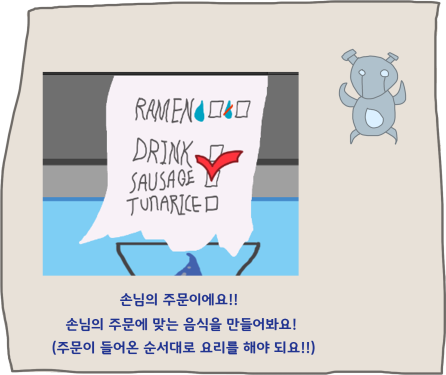 RAMEN
DRINK
SAUSAGE
TUNARICE
손님의 주문이에요!!
손님의 주문에 맞는 음식을 만들어봐요!
(주문이 들어온 순서대로 요리를 해야 되요!!)